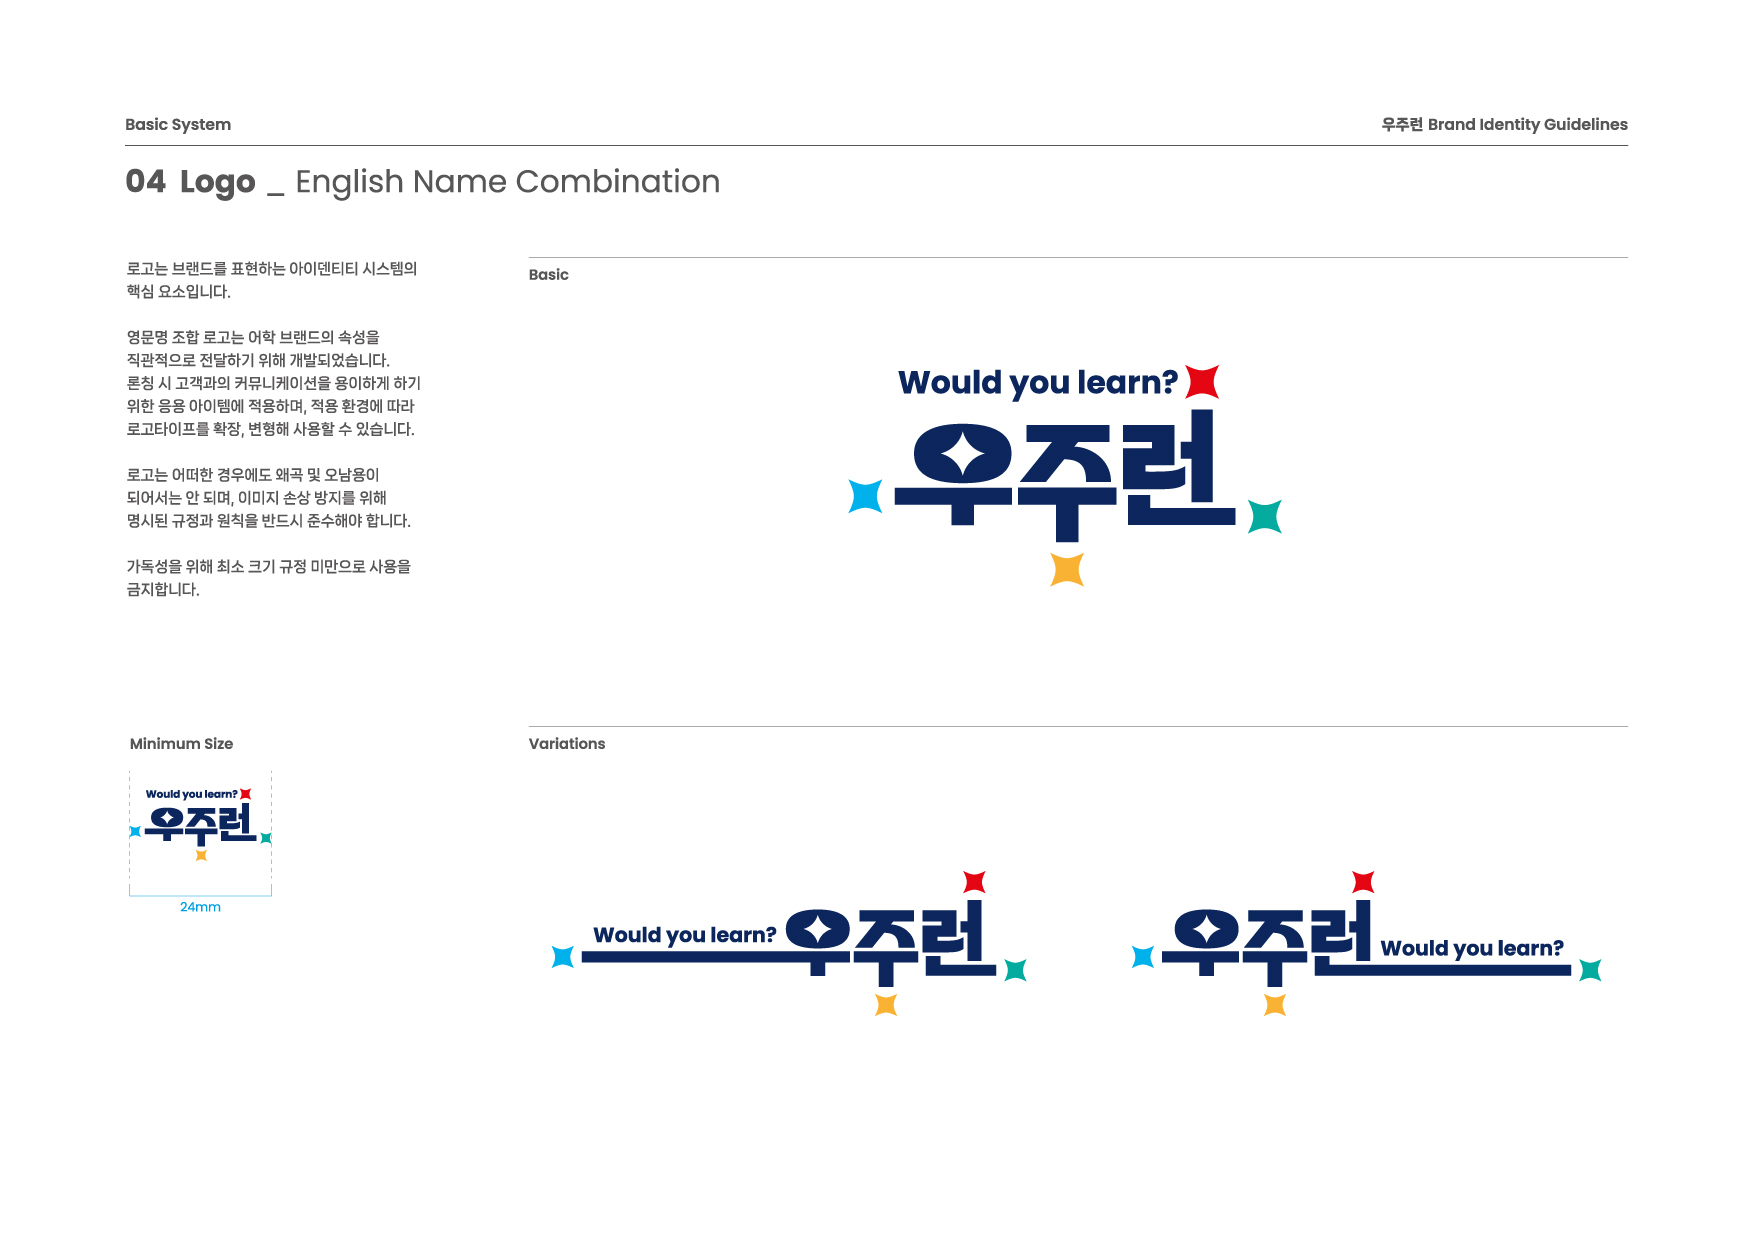 Basic System
우주런 Brand Identity Guidelines
04 Logo _ English Name Combination
로고는 브랜드를 표현하는 아이덴티티 시스템의
핵심 요소입니다.
영문명 조합 로고는 어학 브랜드의 속성을
직관적으로 전달하기 위해 개발되었습니다.
론칭 시 고객과의 커뮤니케이션을 용이하게 하기
위한 응용 아이템에 적용하며, 적용 환경에 따라
로고타이프를 확장, 변형해 사용할 수 있습니다.
로고는 어떠한 경우에도 왜곡 및 오남용이
되어서는 안 되며, 이미지 손상 방지를 위해
명시된 규정과 원칙을 반드시 준수해야 합니다.
가독성을 위해 최소 크기 규정 미만으로 사용을
금지합니다.
Basic
Would you learn?
우주런
Minimum Size
Would you learn?
우주런
24mm
Variations
Would you learn? 우주런
우주런 Would you learn?